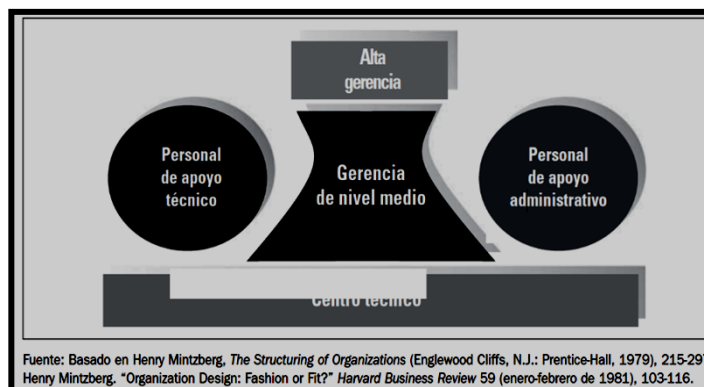 Alta
gerencia
Personal
de apoyo
técnico
Gerencia
de nivel medio
Personal
de apoyo
administrativo
Centro técnico
Fuente: Basado en Henry Mintzberg, The Structuring of Organizations (Englewood Cliffs, N.J.: Prentice-Hall, 1979), 215-297
Henry Mintzberg. “Organization Design: Fashion or Fit?” Harvard Business Review 59 (enero-febrero de 1981), 103-116.